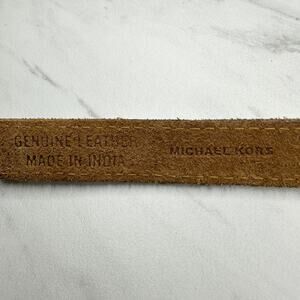 GENUINE LEATHER
MADE IN INDIA
MICHAEL KORS